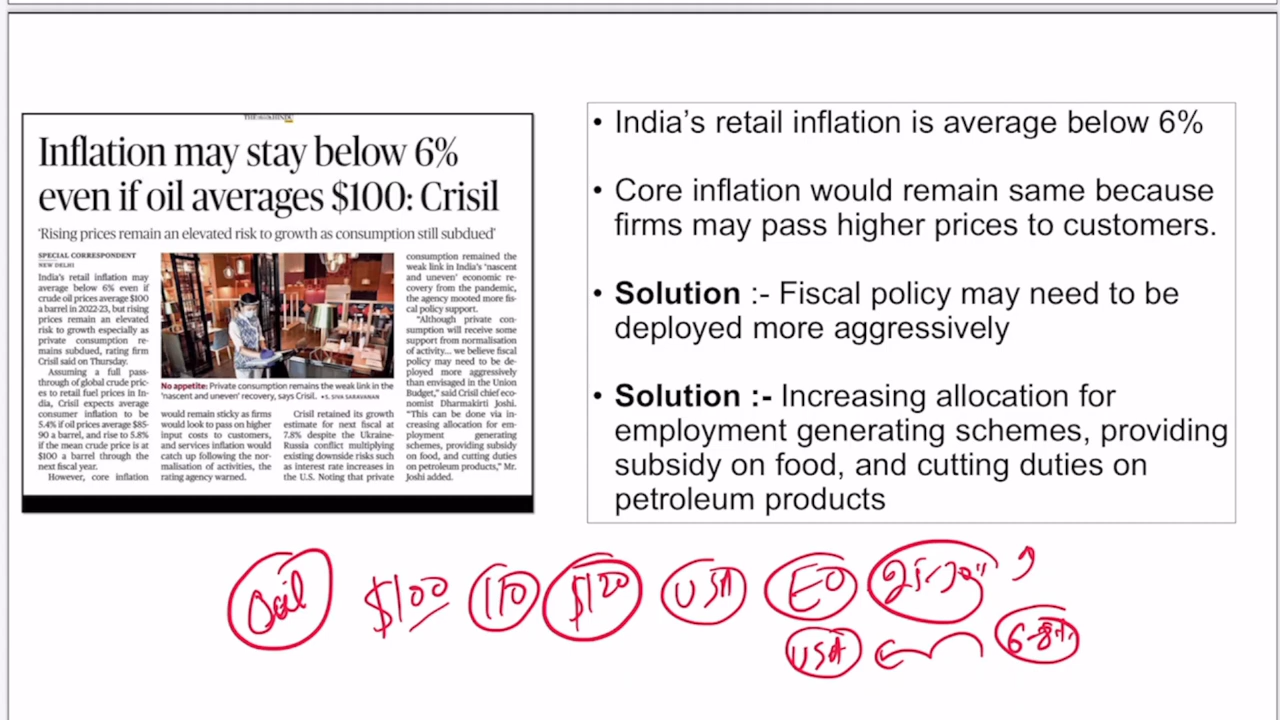 THE HINDU
Inflation may stay below 6%
even if oil averages $100: Crisil
‘Rising prices remain an elevated risk to growth as consumption still subdued’
SPECIAL CORRESPONDENT
NEW DELHI
India's retail inflation may
average below 6% even if
crude oil prices average $100
a barrel in 2022-23, but rising
prices remain an elevated
risk to growth especially as
private consumption re-
mains subdued, rating firm
Crisil said on Thursday.
Assuming a full pass-
through of global crude pric-
es to retail fuel prices in In-
dia, Crisil expects average
consumer inflation to be
5.4% if oil prices average $85-
90 a barrel, and rise to 5.8%
if the mean crude price is at
$100 a barrel through the
next fiscal year.
However, core inflation
No appetite: Private consumption remains the weak link in the
‘nascent and uneven’ recovery, says Crisil. •S. SIVA SARAVANAN
would remain sticky as firms
would look to pass on higher
input costs to customers,
and services inflation would
catch up following the nor-
malisation of activities, the
rating agency warned.
Crisil retained its growth
estimate for next fiscal at
7.8% despite the Ukraine-
Russia conflict multiplying
existing downside risks such
as interest rate increases in
the U.S. Noting that private
consumption remained the
weak link in India's ‘nascent
and uneven’ economic re-
covery from the pandemic,
the agency mooted more fis-
cal policy support.
“Although private con-
sumption will receive some
support from normalisation
of activity... we believe fiscal
policy may need to be de-
ployed more aggressively
than envisaged in the Union
Budget,” said Crisil chief eco-
nomist Dharmakirti Joshi.
“This can be done via in-
creasing allocation for em-
ployment generating
schemes, providing subsidy
on food, and cutting duties
on petroleum products,” Mr.
Joshi added.
• India’s retail inflation is average below 6%
• Core inflation would remain same because
firms may pass higher prices to customers.
• Solution :- Fiscal policy may need to be
deployed more aggressively
• Solution :- Increasing allocation for
employment generating schemes, providing
subsidy on food, and cutting duties on
petroleum products
oil $100 110 $120 USA EO
USA 6-8%